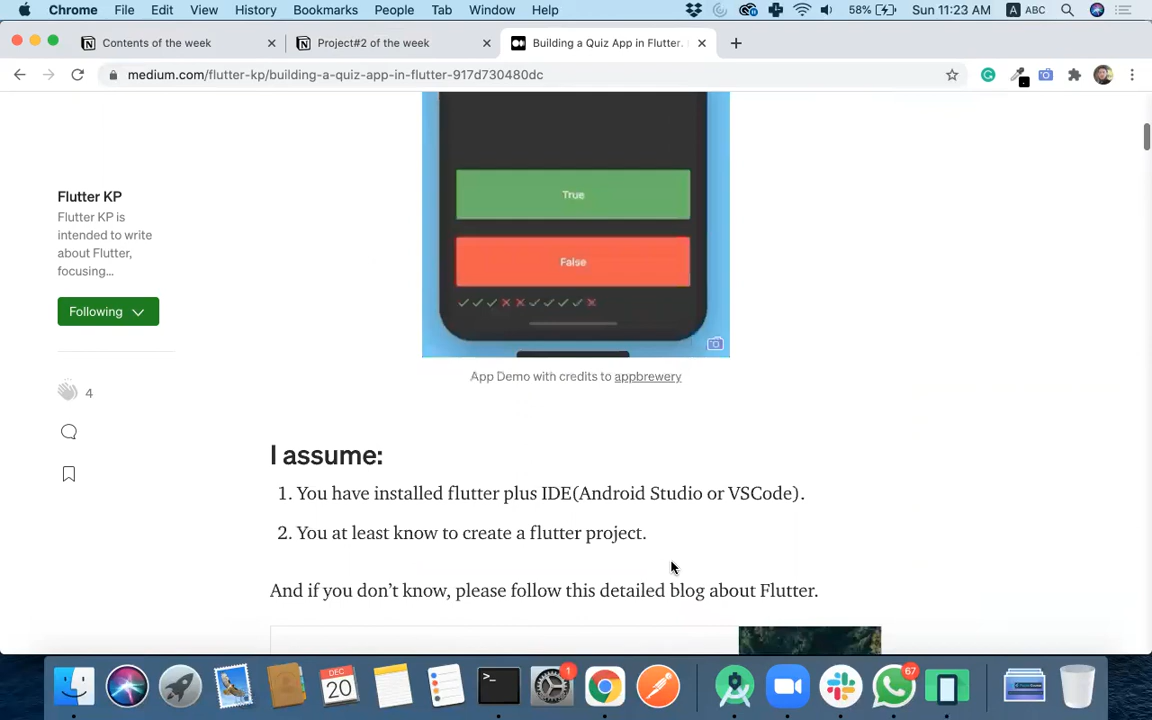 Chrome File Edit View History Bookmarks People Tab Window Help 58% Sun 11:23 AM A ABC
Contents of the week
Project#2 of the week
Building a Quiz App in Flutter.
medium.com/flutter-kp/building-a-quiz-app-in-flutter-917d730480dc
True
False
Flutter KP
Flutter KP is
intended to write
about Flutter,
focusing...
Following
4
App Demo with credits to appbrewery
I assume:
1. You have installed flutter plus IDE(Android Studio or VSCode).
2. You at least know to create a flutter project.
And if you don’t know, please follow this detailed blog about Flutter.
DEC
20
>_
1
67